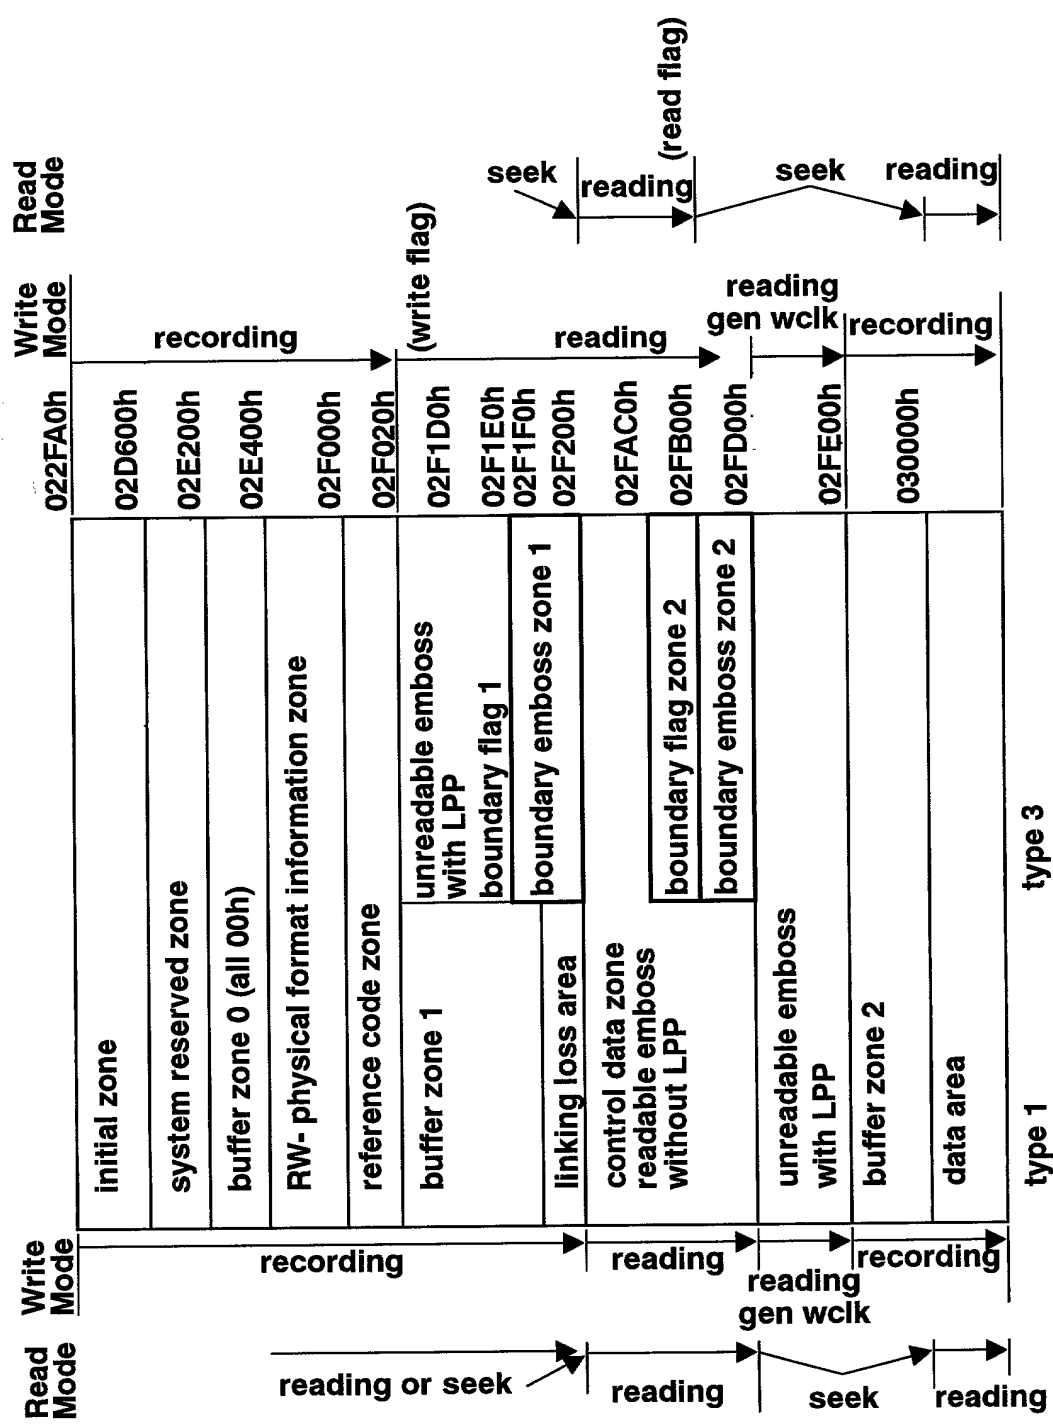 Read
Mode
Write
Mode
recording
reading
reading
gen wclk
recording
reading or seek
reading
seek
reading
initial zone
system reserved zone
buffer zone 0 (all 00h)
RW- physical format information zone
reference code zone
buffer zone 1
linking loss area
control data zone
readable emboss
without LPP
unreadable emboss
with LPP
buffer zone 2
data area
type 1
unreadable emboss
with LPP
boundary flag 1
boundary emboss zone 1
boundary flag zone 2
boundary emboss zone 2
type 3
022FA0h
02D600h
02E200h
02E400h
02F000h
02F020h
02F1D0h
02F1E0h
02F1F0h
02F200h
02FAC0h
02FB00h
02FD00h
02FE00h
030000h
Write
Mode
recording
(write flag)
reading
reading
gen wclk
recording
Read
Mode
seek
reading
(read flag)
seek
reading